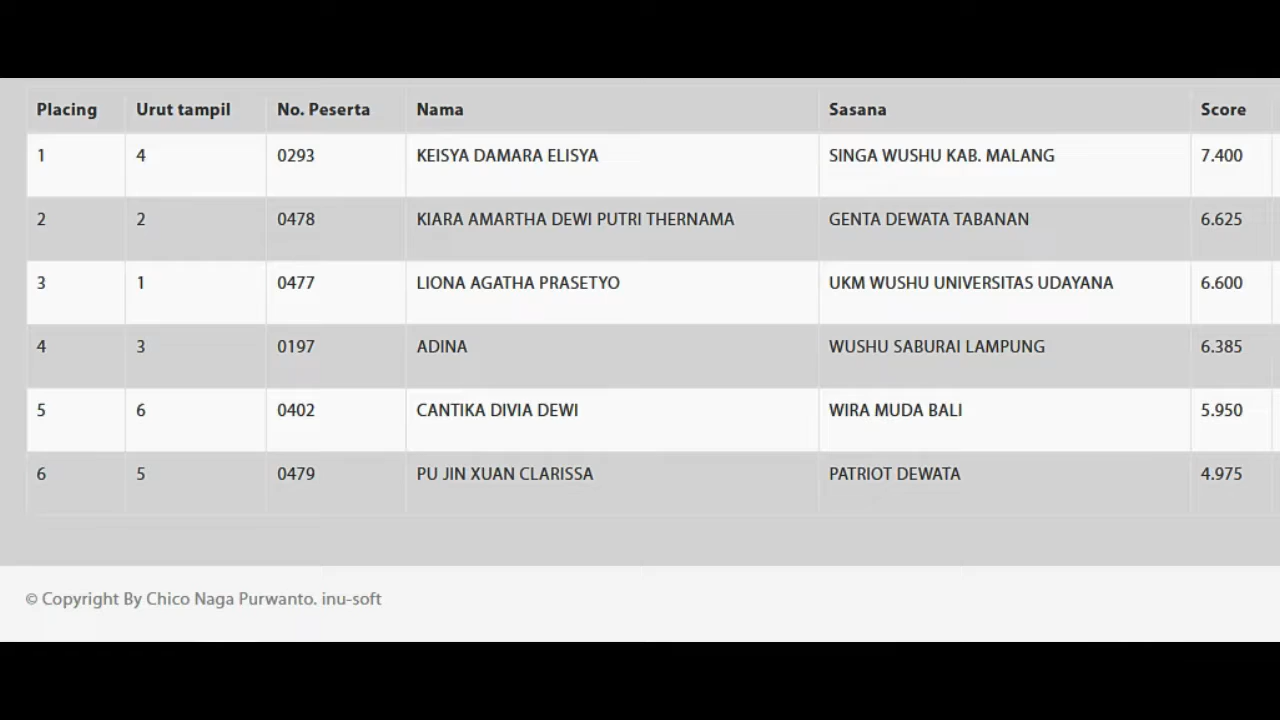 Placing Urut tampil No. Peserta Nama Sasana Score
1 4 0293 KEISYA DAMARA ELISYA SINGA WUSHU KAB. MALANG 7.400
2 2 0478 KIARA AMARTHA DEWI PUTRI THERNAMA GENTA DEWATA TABANAN 6.625
3 1 0477 LIONA AGATHA PRASETYO UKM WUSHU UNIVERSITAS UDAYANA 6.600
4 3 0197 ADINA WUSHU SABURAI LAMPUNG 6.385
5 6 0402 CANTIKA DIVIA DEWI WIRA MUDA BALI 5.950
6 5 0479 PU JIN XUAN CLARISSA PATRIOT DEWATA 4.975
© Copyright By Chico Naga Purwanto. inu-soft